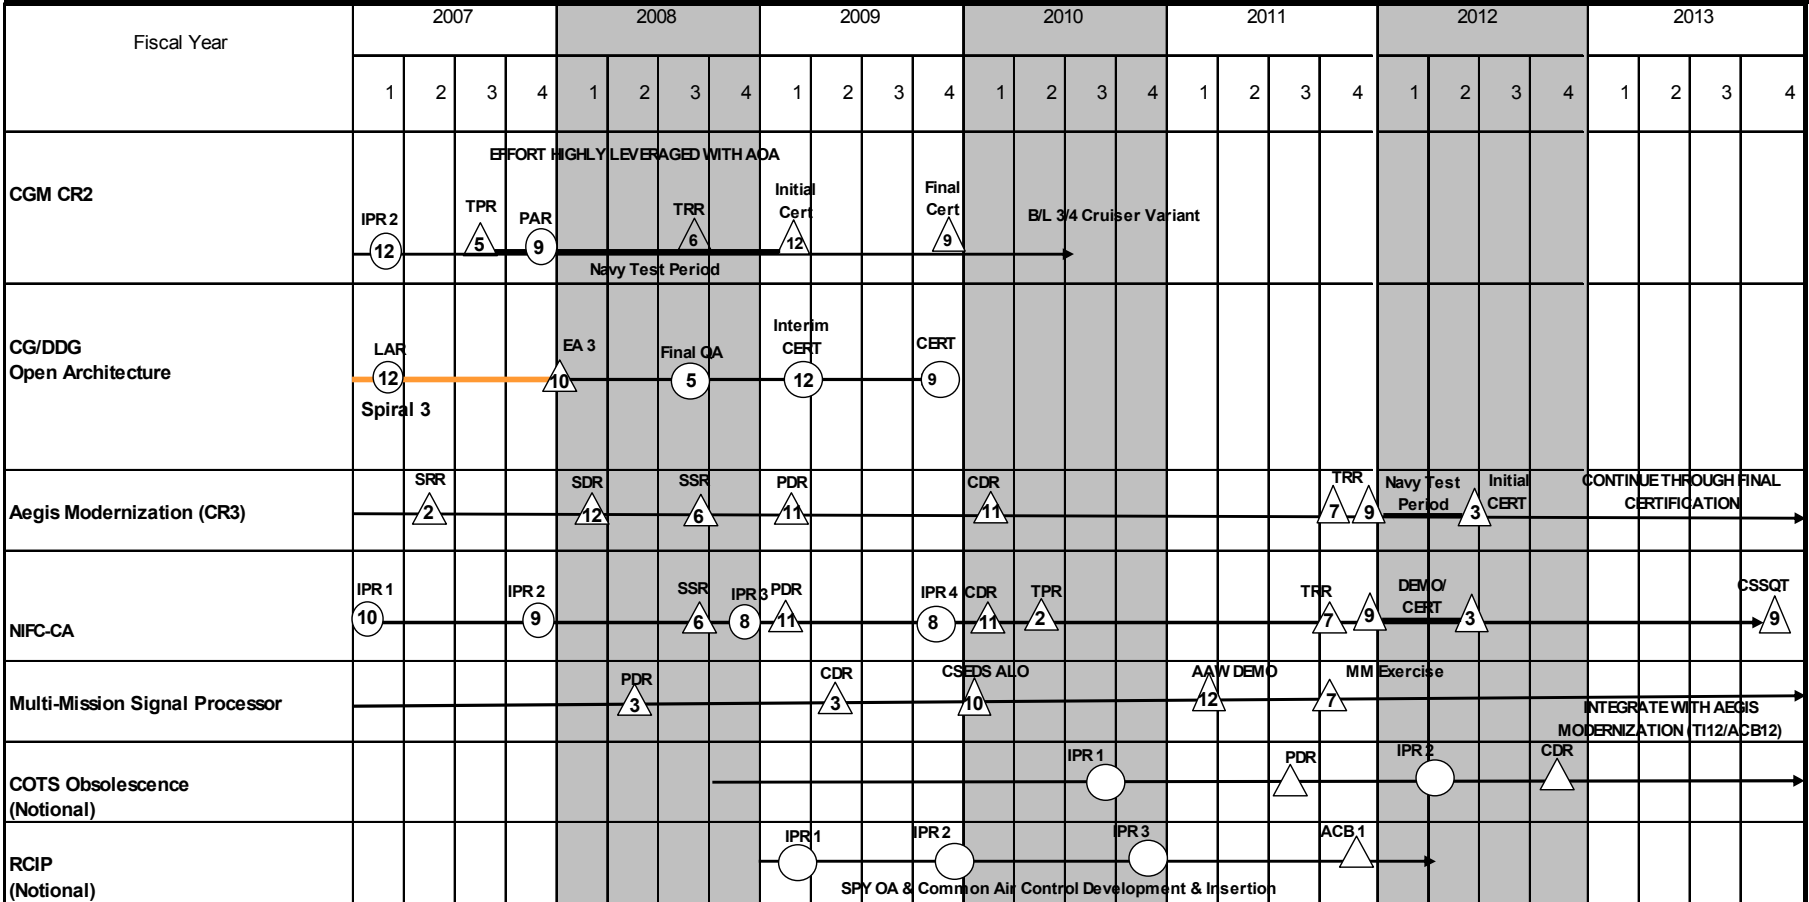 2007 2008 2009 2010 2011 2012 2013
Fiscal Year
1 2 3 4 1 2 3 4 1 2 3 4 1 2 3 4 1 2 3 4 1 2 3 4 1 2 3 4
EFFORT HIGHLY LEVERAGED WITH AOA
CGM CR2
IPR 2 TPR PAR TRR Initial Cert Final Cert B/L 3/4 Cruiser Variant
12 5 9 6 12 9
Navy Test Period
CG/DDG
Open Architecture
LAR EA 3 Final QA Interim CERT CERT
12 10 5 12 9
Spiral 3
Aegis Modernization (CR3)
SRR SDR SSR PDR CDR TRR Navy Test Period Initial CERT CONTINUE THROUGH FINAL
CERTIFICATION
2 12 6 11 11 7 9 3
NIFC-CA
IPR 1 IPR 2 SSR IPR 3 PDR IPR 4 CDR TPR TRR DEMO/ CERT CSSQT
10 9 6 8 11 8 11 2 7 9 3 9
Multi-Mission Signal Processor
PDR CDR CSEDS ALO AAW DEMO MM Exercise
3 3 10 12 7
INTEGRATE WITH AEGIS
MODERNIZATION (TI12/ACB12)
COTS Obsolescence
(Notional)
IPR 1 PDR IPR 2 CDR
RCIP
(Notional)
IPR 1 IPR 2 IPR 3 ACB 1
SPY OA & Common Air Control Development & Insertion